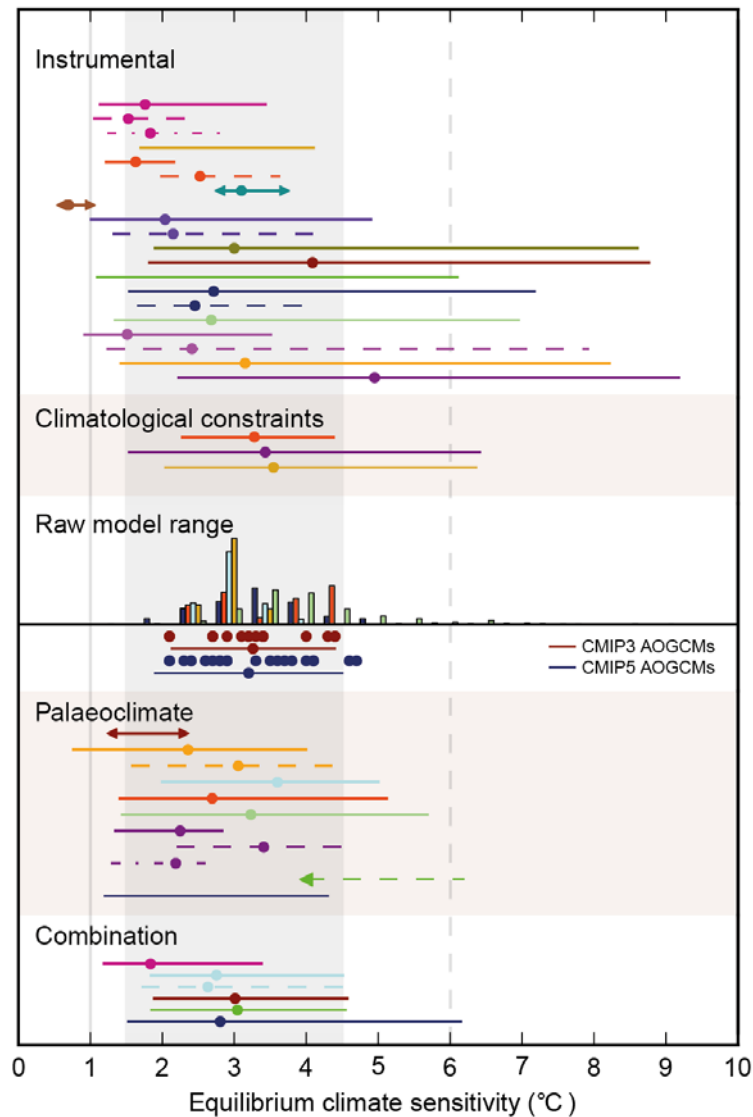 Instrumental
Climatological constraints
Raw model range
CMIP3 AOGCMs
CMIP5 AOGCMs
Palaeoclimate
Combination
0 1 2 3 4 5 6 7 8 9 10
Equilibrium climate sensitivity (°C)